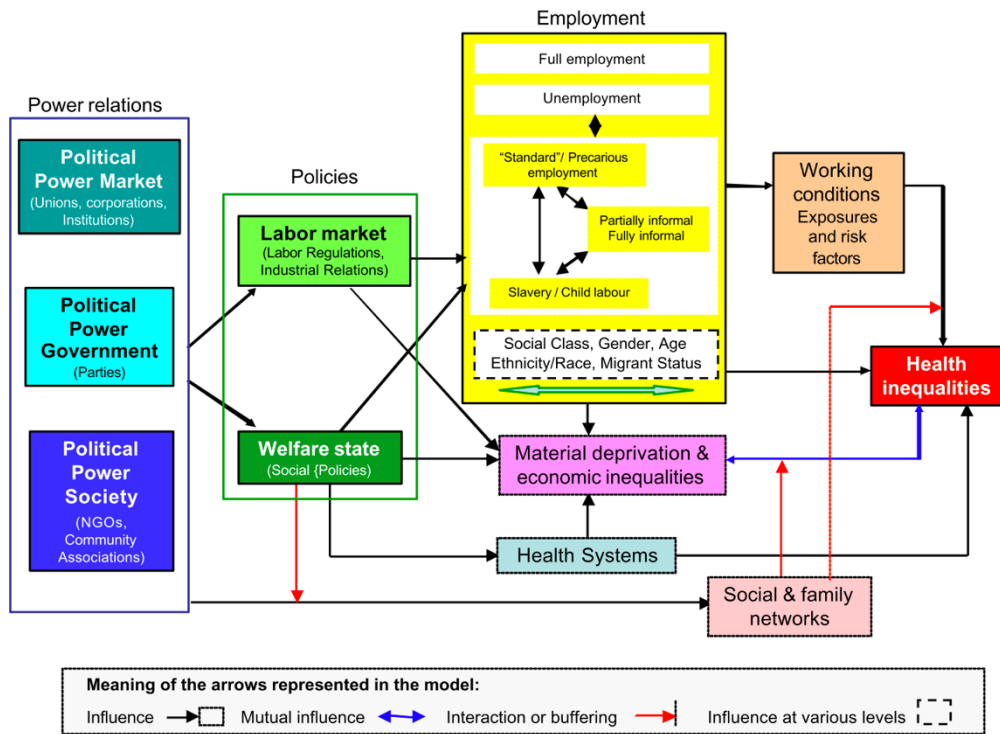 Employment
Full employment
Unemployment
“Standard”/ Precarious
employment
Partially informal
Fully informal
Slavery / Child labour
Social Class, Gender, Age
Ethnicity/Race, Migrant Status
Power relations
Political
Power Market
(Unions, corporations,
Institutions)
Political
Power
Government
(Parties)
Political
Power
Society
(NGOs,
Community
Associations)
Policies
Labor market
(Labor Regulations,
Industrial Relations)
Welfare state
(Social {Policies)
Working
conditions
Exposures
and risk
factors
Health
inequalities
Material deprivation &
economic inequalities
Health Systems
Social & family
networks
Meaning of the arrows represented in the model:
Influence
Mutual influence
Interaction or buffering
Influence at various levels